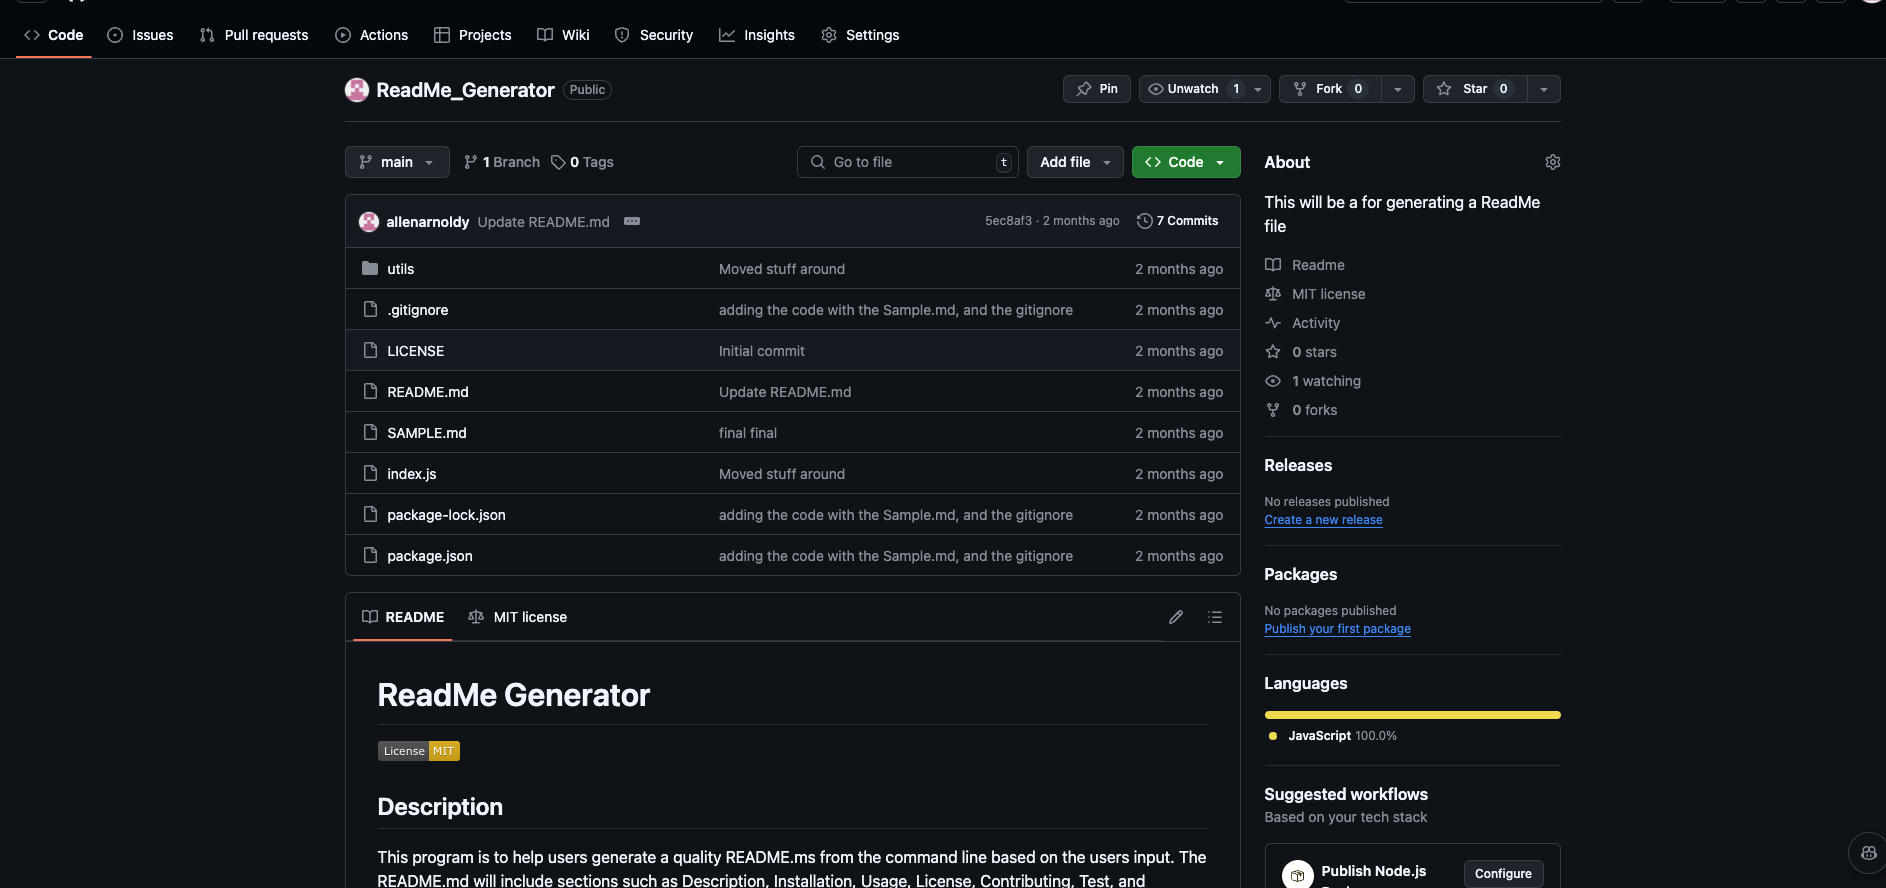 Code Issues Pull requests Actions Projects Wiki Security Insights Settings
ReadMe_Generator Public Pin Unwatch 1 Fork 0 Star 0
main 1 Branch 0 Tags Go to file t Add file Code
allenarnoldy Update README.md 5ec8af3 · 2 months ago 7 Commits
utils Moved stuff around 2 months ago
.gitignore adding the code with the Sample.md, and the gitignore 2 months ago
LICENSE Initial commit 2 months ago
README.md Update README.md 2 months ago
SAMPLE.md final final 2 months ago
index.js Moved stuff around 2 months ago
package-lock.json adding the code with the Sample.md, and the gitignore 2 months ago
package.json adding the code with the Sample.md, and the gitignore 2 months ago
README MIT license
ReadMe Generator
License MIT
Description
This program is to help users generate a quality README.ms from the command line based on the users input. The
README.md will include sections such as Description, Installation, Usage, License, Contributing, Test, and
About
This will be a for generating a ReadMe
file
Readme
MIT license
Activity
0 stars
1 watching
0 forks
Releases
No releases published
Create a new release
Packages
No packages published
Publish your first package
Languages
JavaScript 100.0%
Suggested workflows
Based on your tech stack
Publish Node.js Configure